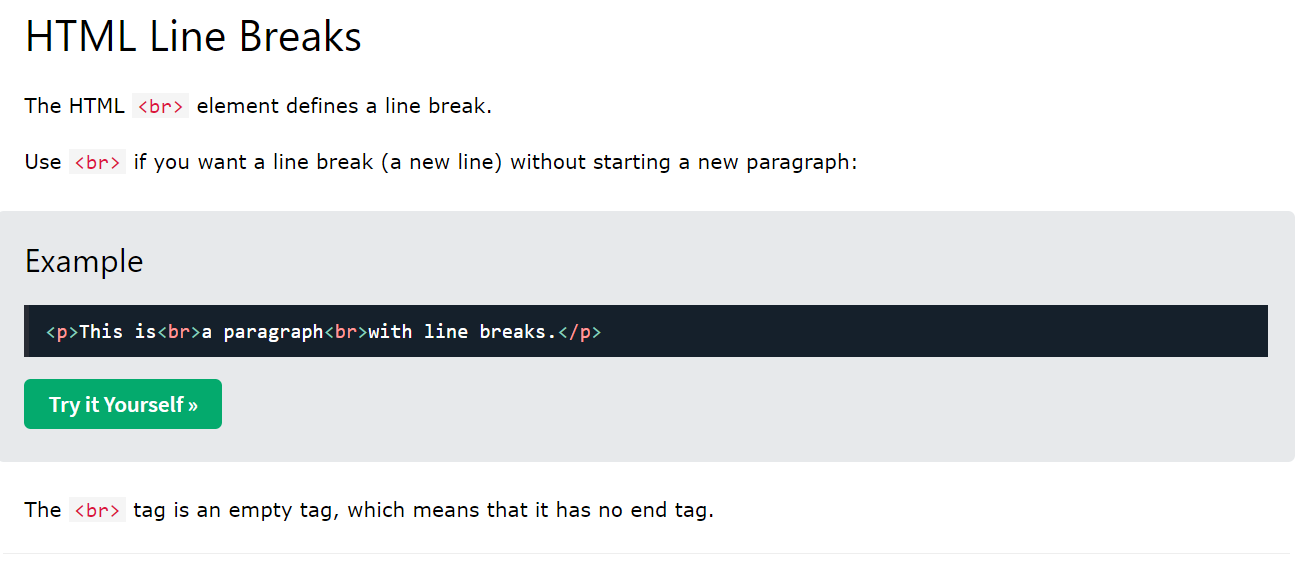 HTML Line Breaks
The HTML <br> element defines a line break.
Use <br> if you want a line break (a new line) without starting a new paragraph:
Example
<p>This is<br>a paragraph<br>with line breaks.</p>
Try it Yourself »
The <br> tag is an empty tag, which means that it has no end tag.